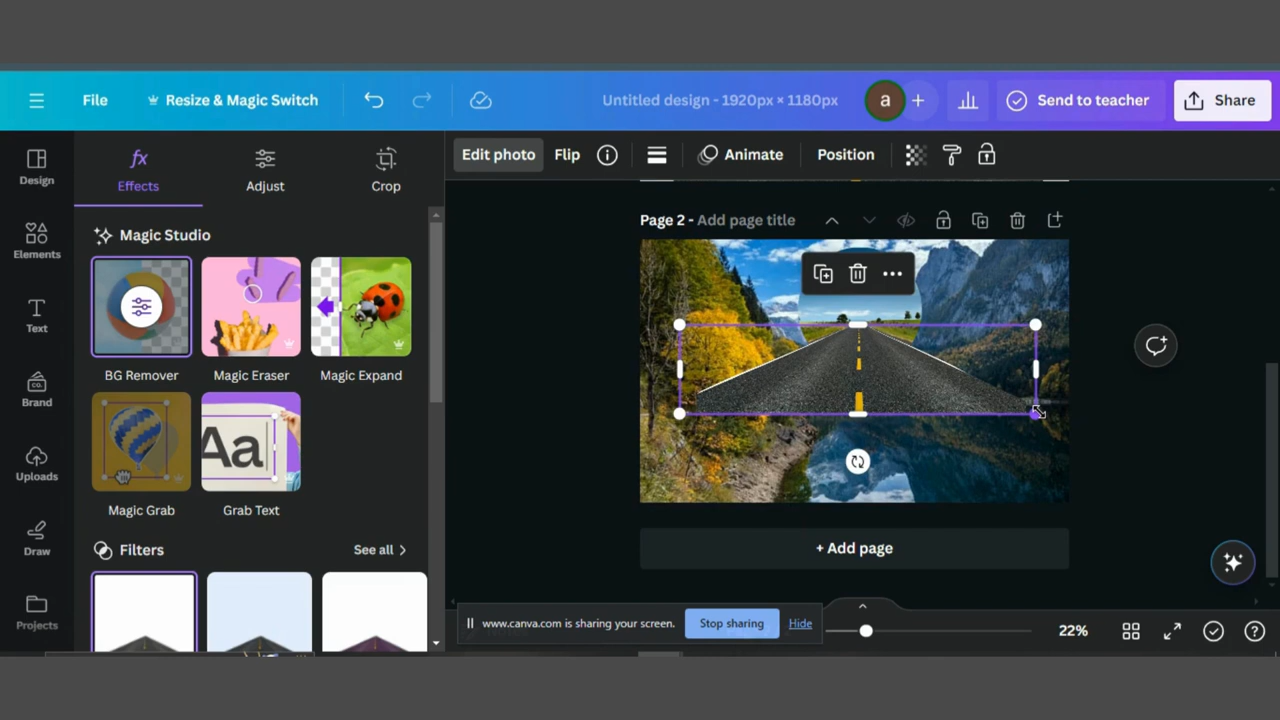 File
Resize & Magic Switch
Untitled design - 1920px × 1180px
a
Send to teacher
Share
Design
Elements
Text
Brand
co.
Uploads
Draw
Projects
fx
Effects
Adjust
Crop
Edit photo
Flip
Animate
Position
Magic Studio
BG Remover
Magic Eraser
Magic Expand
Aa
Magic Grab
Grab Text
Filters
See all
Page 2 - Add page title
+ Add page
www.canva.com is sharing your screen.
Stop sharing
Hide
22%